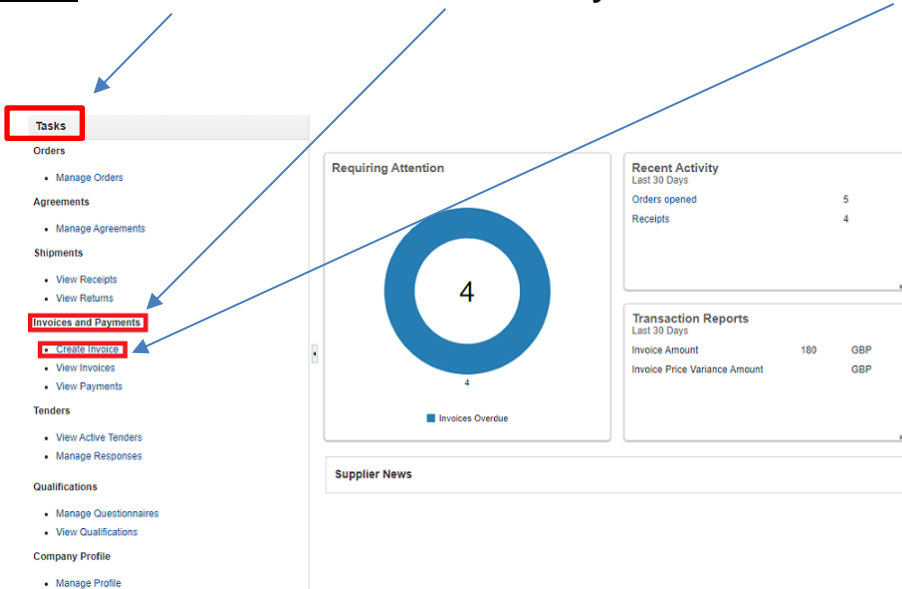 Tasks
Orders
Manage Orders
Agreements
Manage Agreements
Shipments
View Receipts
View Returns
Invoices and Payments
Create Invoice
View Invoices
View Payments
Tenders
View Active Tenders
Manage Responses
Qualifications
Manage Questionnaires
View Qualifications
Company Profile
Manage Profile
Requiring Attention
4
4
Invoices Overdue
Recent Activity
Last 30 Days
Orders opened 5
Receipts 4
Transaction Reports
Last 30 Days
Invoice Amount 180 GBP
Invoice Price Variance Amount GBP
Supplier News